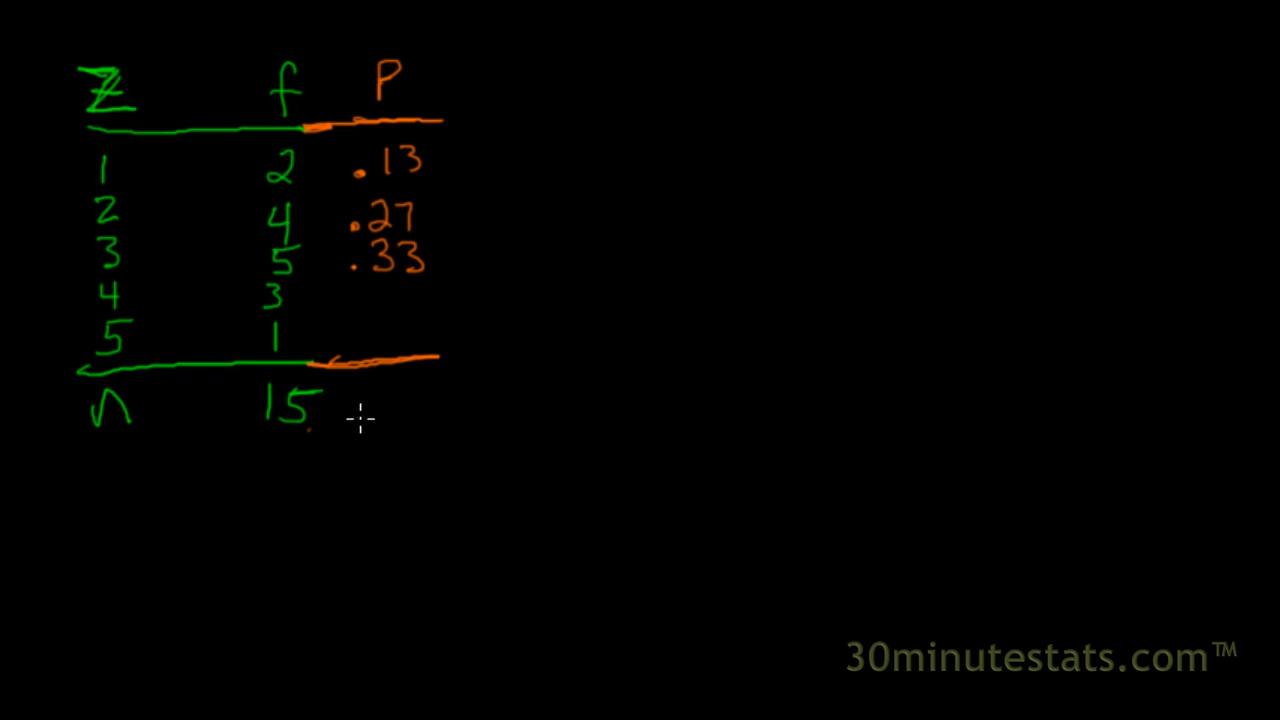 Z f P
1 2 .13
2 4 .27
3 5 .33
4 3
5 1
n 15
30minutestats.com™